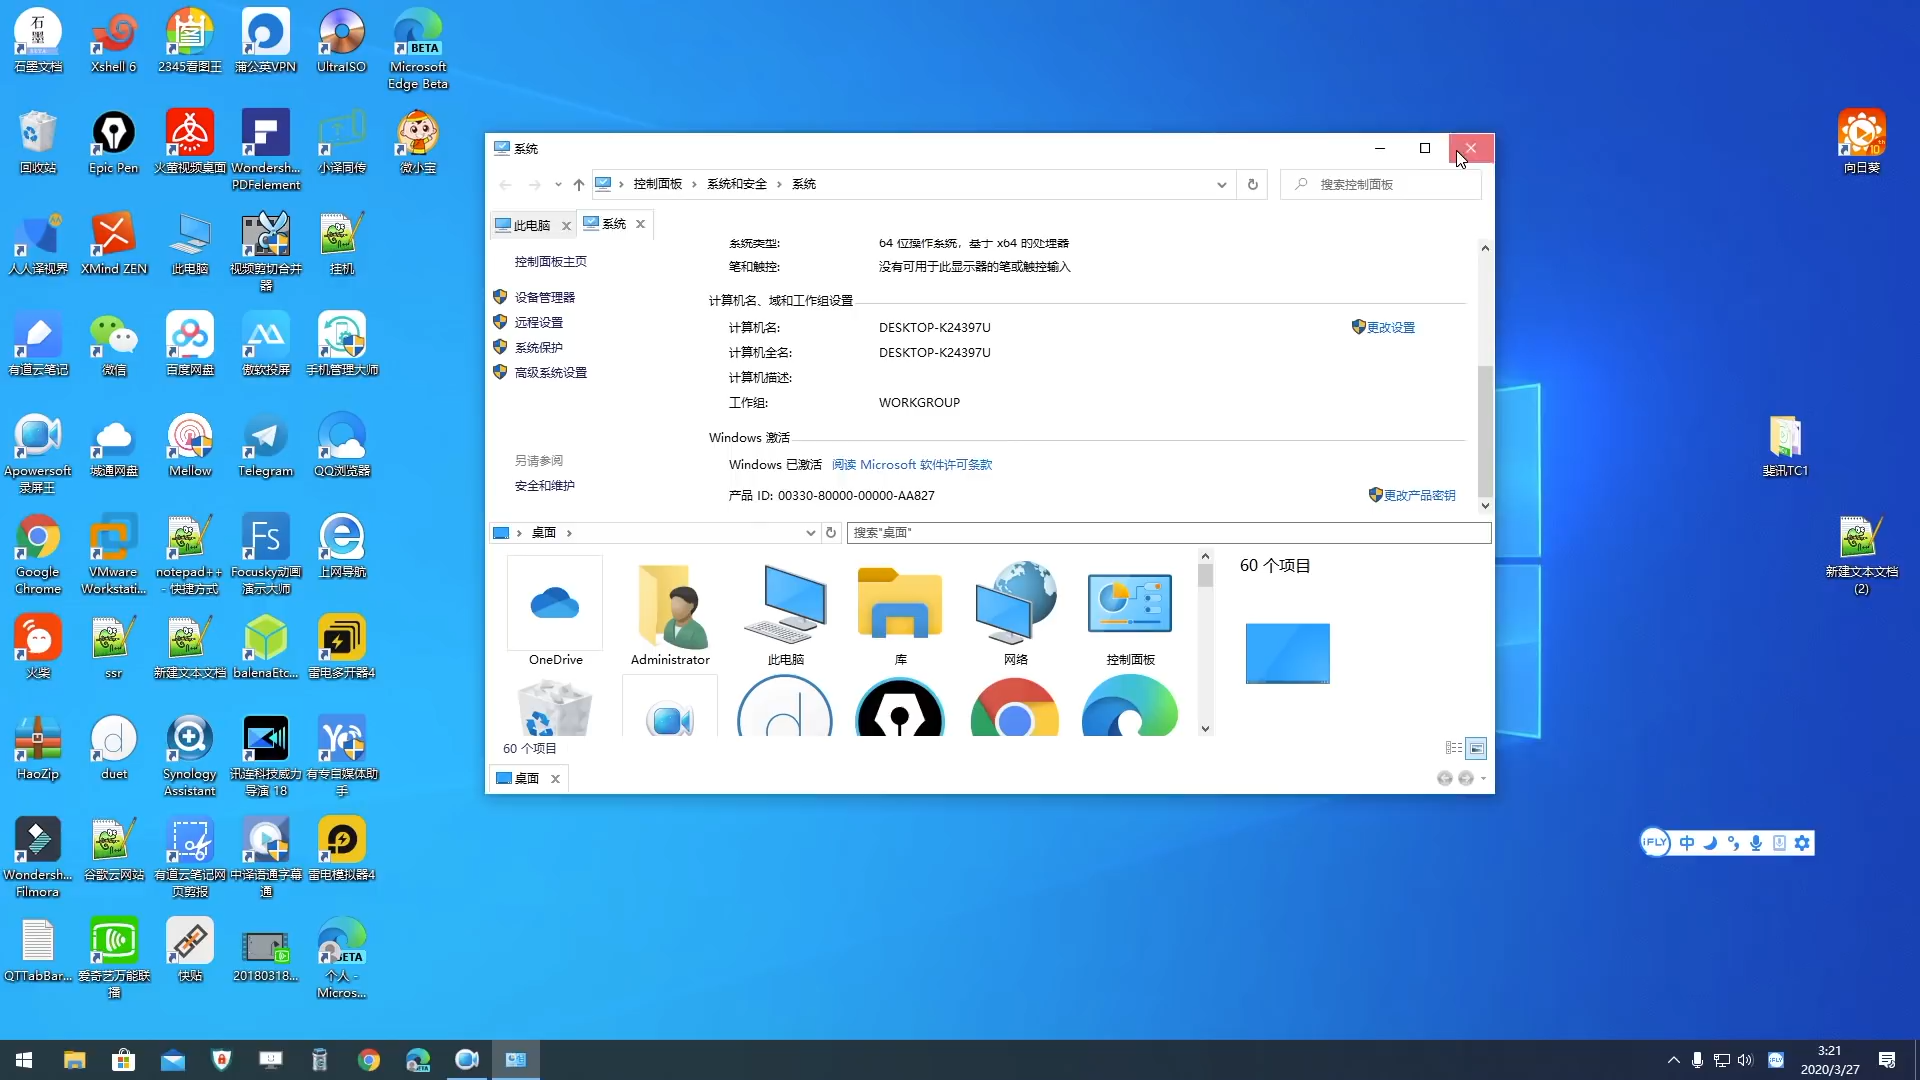 石墨文档
Xshell 6
2345看图王
蒲公英VPN
UltraISO
BETA
Microsoft
Edge Beta
回收站
Epic Pen
火萤视频桌面
Wondersh...
PDFelement
小译同传
微小宝
人人译视界
XMind ZEN
此电脑
视频剪切合并
器
挂机
有道云笔记
微信
百度网盘
傲软投屏
手机管理大师
Apowersoft
录屏王
城通网盘
Mellow
Telegram
QQ浏览器
Google
Chrome
VMware
Workstati...
notepad++
- 快捷方式
Focusky动画
演示大师
上网导航
火柴
ssr
新建文本文档
balenaEtc...
雷电多开器4
HaoZip
duet
Synology
Assistant
讯连科技威力
导演 18
有专自媒体助
手
Wondersh...
Filmora
谷歌云网站
有道云笔记网
页剪报
中译语通字幕
通
雷电模拟器4
QTTabBar...
爱奇艺万能联
播
快贴
20180318...
BETA
个人 -
Micros...
系统
控制面板
系统和安全
系统
搜索控制面板
此电脑
系统
控制面板主页
设备管理器
远程设置
系统保护
高级系统设置
另请参阅
安全和维护
系统类型:
64 位操作系统，基于 x64 的处理器
笔和触控:
没有可用于此显示器的笔或触控输入
计算机名、域和工作组设置
计算机名:
DESKTOP-K24397U
更改设置
计算机全名:
DESKTOP-K24397U
计算机描述:
工作组:
WORKGROUP
Windows 激活
Windows 已激活 阅读 Microsoft 软件许可条款
产品 ID: 00330-80000-00000-AA827
更改产品密钥
桌面
搜索"桌面"
OneDrive
Administrator
此电脑
库
网络
控制面板
60 个项目
60 个项目
桌面
向日葵
斐讯TC1
新建文本文档
(2)
iFLY
中
3:21
2020/3/27